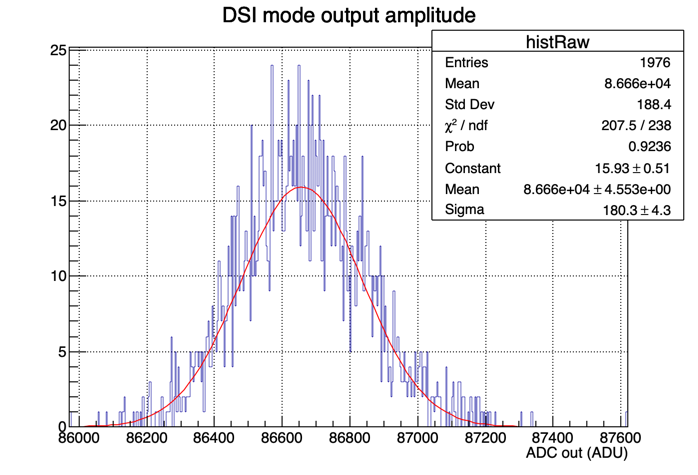 DSI mode output amplitude
histRaw
Entries 1976
Mean 8.666e+04
Std Dev 188.4
χ² / ndf 207.5 / 238
Prob 0.9236
Constant 15.93 ± 0.51
Mean 8.666e+04 ± 4.553e+00
Sigma 180.3 ± 4.3
25
20
15
10
5
0
86000 86200 86400 86600 86800 87000 87200 87400 87600
ADC out (ADU)